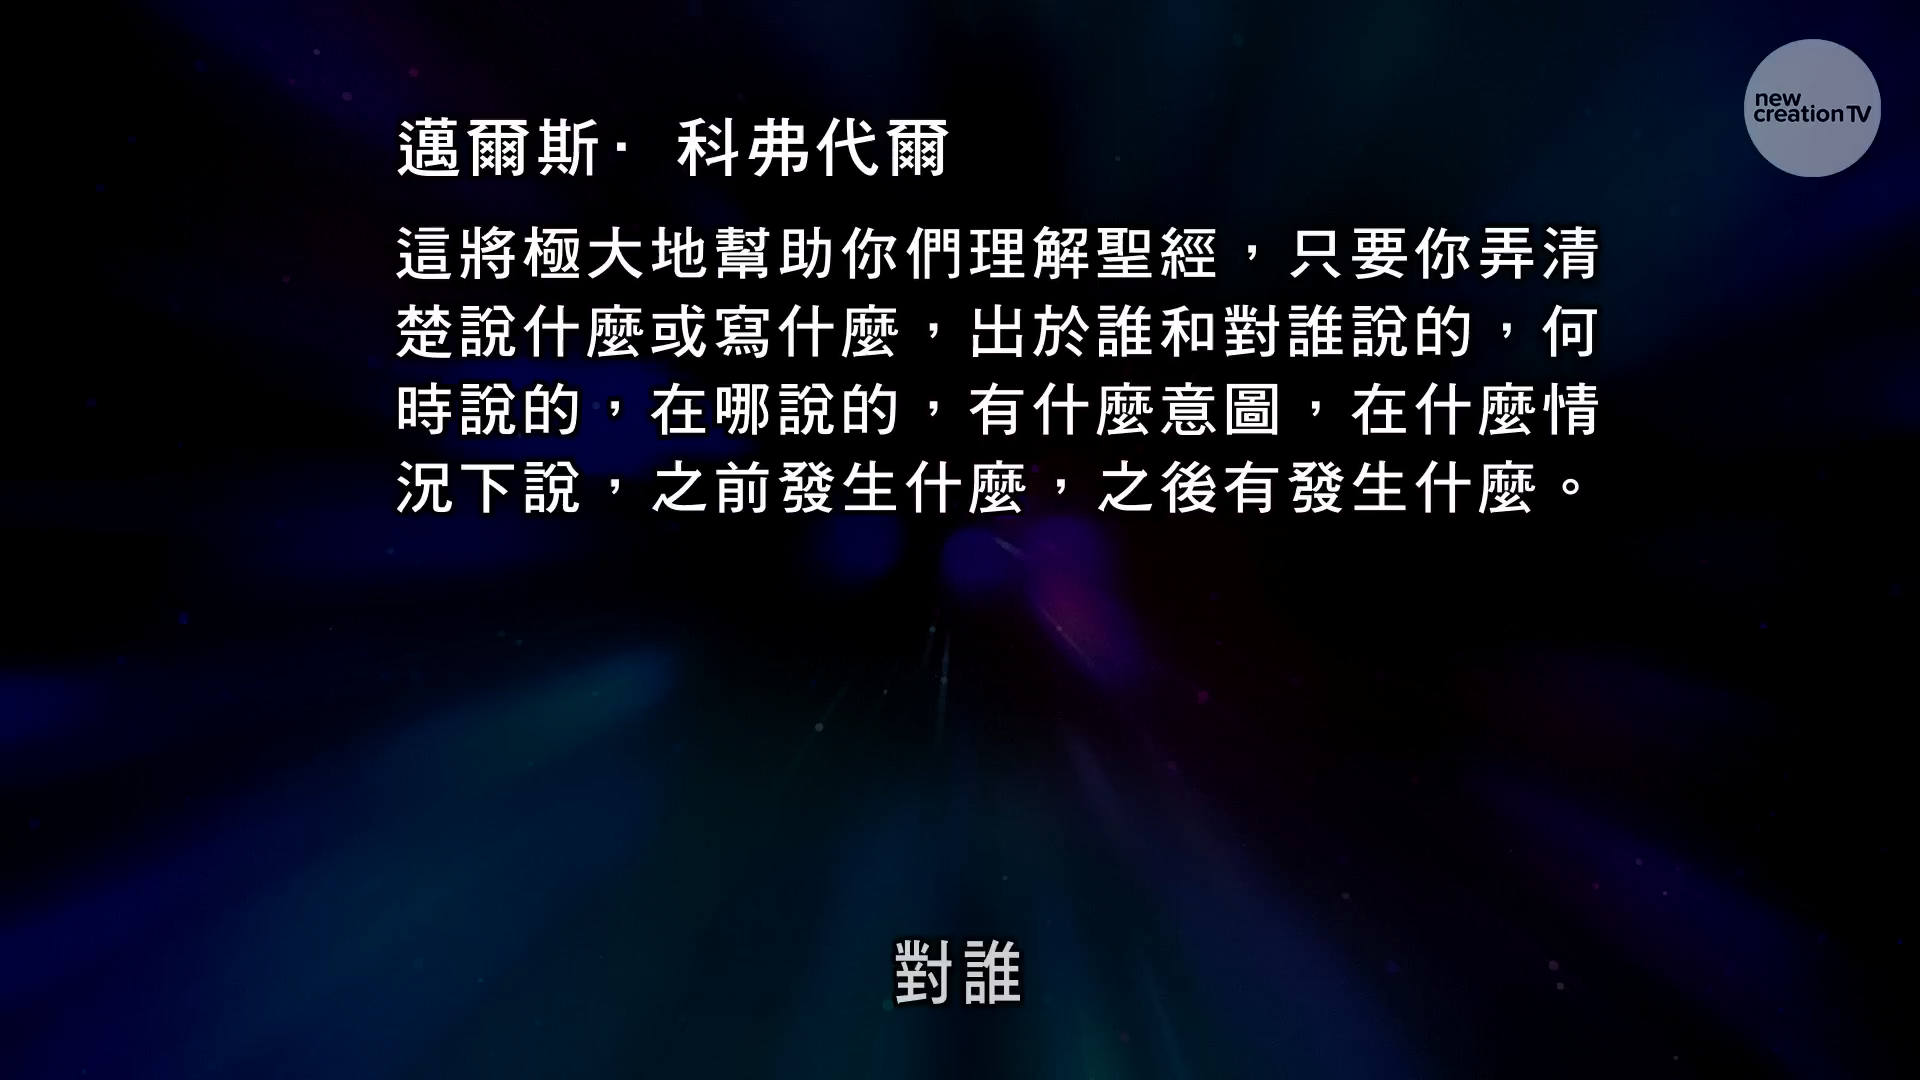 new
creationTV
邁爾斯· 科弗代爾
這將極大地幫助你們理解聖經，只要你弄清
楚說什麼或寫什麼，出於誰和對誰說的，何
時說的，在哪說的，有什麼意圖，在什麼情
況下說，之前發生什麼，之後有發生什麼。
對誰